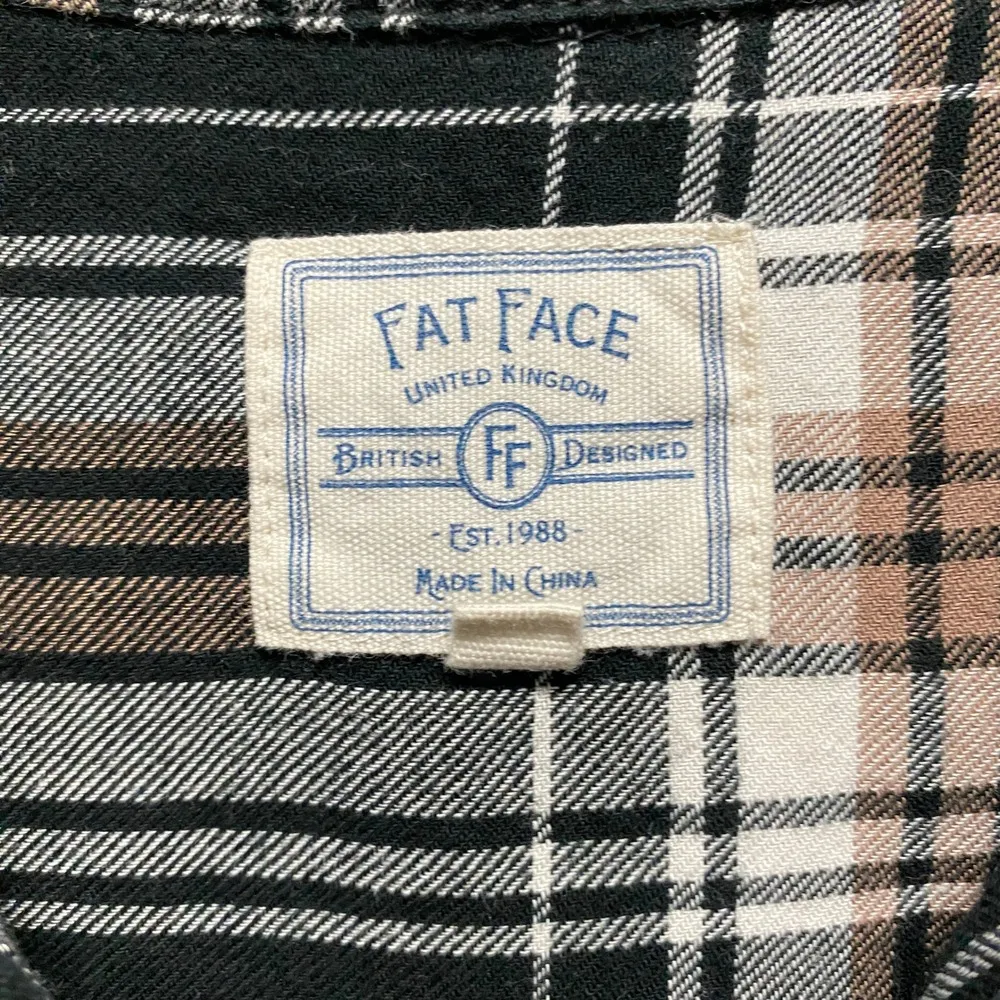 FAT FACE
UNITED KINGDOM
BRITISH FF DESIGNED
- EST. 1988 -
MADE IN CHINA